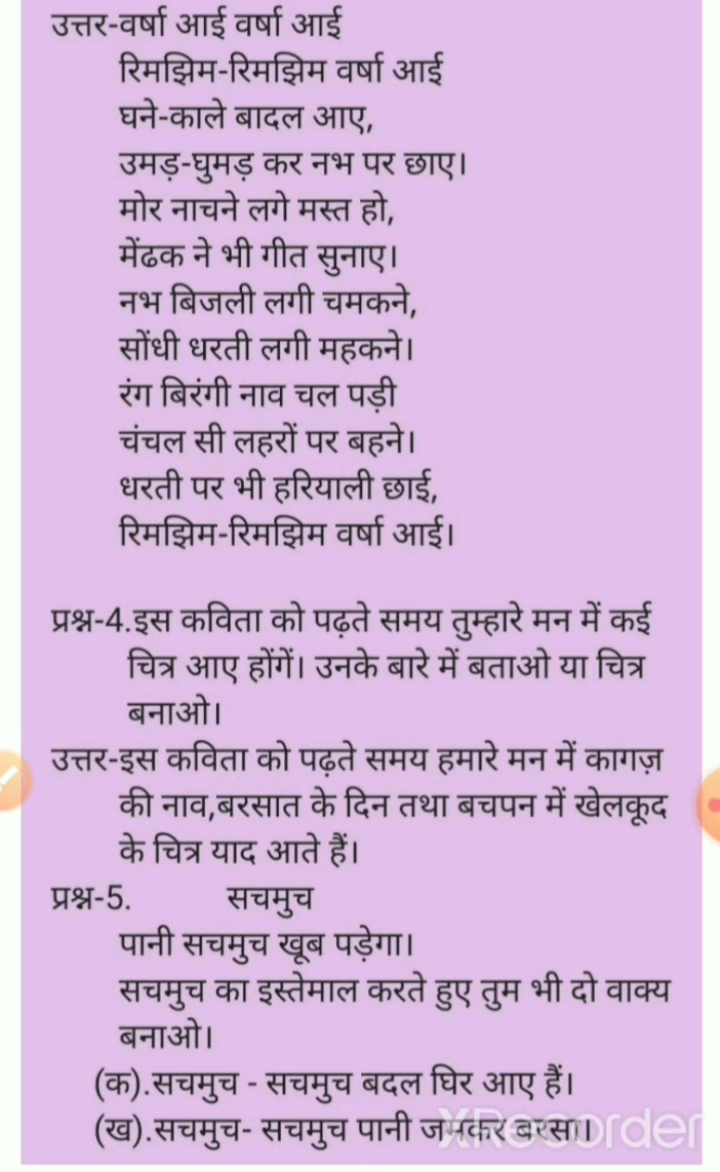 उत्तर-वर्षा आई वर्षा आई
रिमझिम-रिमझिम वर्षा आई
घने-काले बादल आए,
उमड़-घुमड़ कर नभ पर छाए।
मोर नाचने लगे मस्त हो,
मेंढक ने भी गीत सुनाए।
नभ बिजली लगी चमकने,
सोंधी धरती लगी महकने।
रंग बिरंगी नाव चल पड़ी
चंचल सी लहरों पर बहने।
धरती पर भी हरियाली छाई,
रिमझिम-रिमझिम वर्षा आई।
प्रश्न-4.इस कविता को पढ़ते समय तुम्हारे मन में कई
चित्र आए होंगें। उनके बारे में बताओ या चित्र
बनाओ।
उत्तर-इस कविता को पढ़ते समय हमारे मन में कागज़
की नाव,बरसात के दिन तथा बचपन में खेलकूद
के चित्र याद आते हैं।
प्रश्न-5. सचमुच
पानी सचमुच खूब पड़ेगा।
सचमुच का इस्तेमाल करते हुए तुम भी दो वाक्य
बनाओ।
(क).सचमुच - सचमुच बदल घिर आए हैं।
(ख).सचमुच- सचमुच पानी जमकर बरसा।
XRecorder